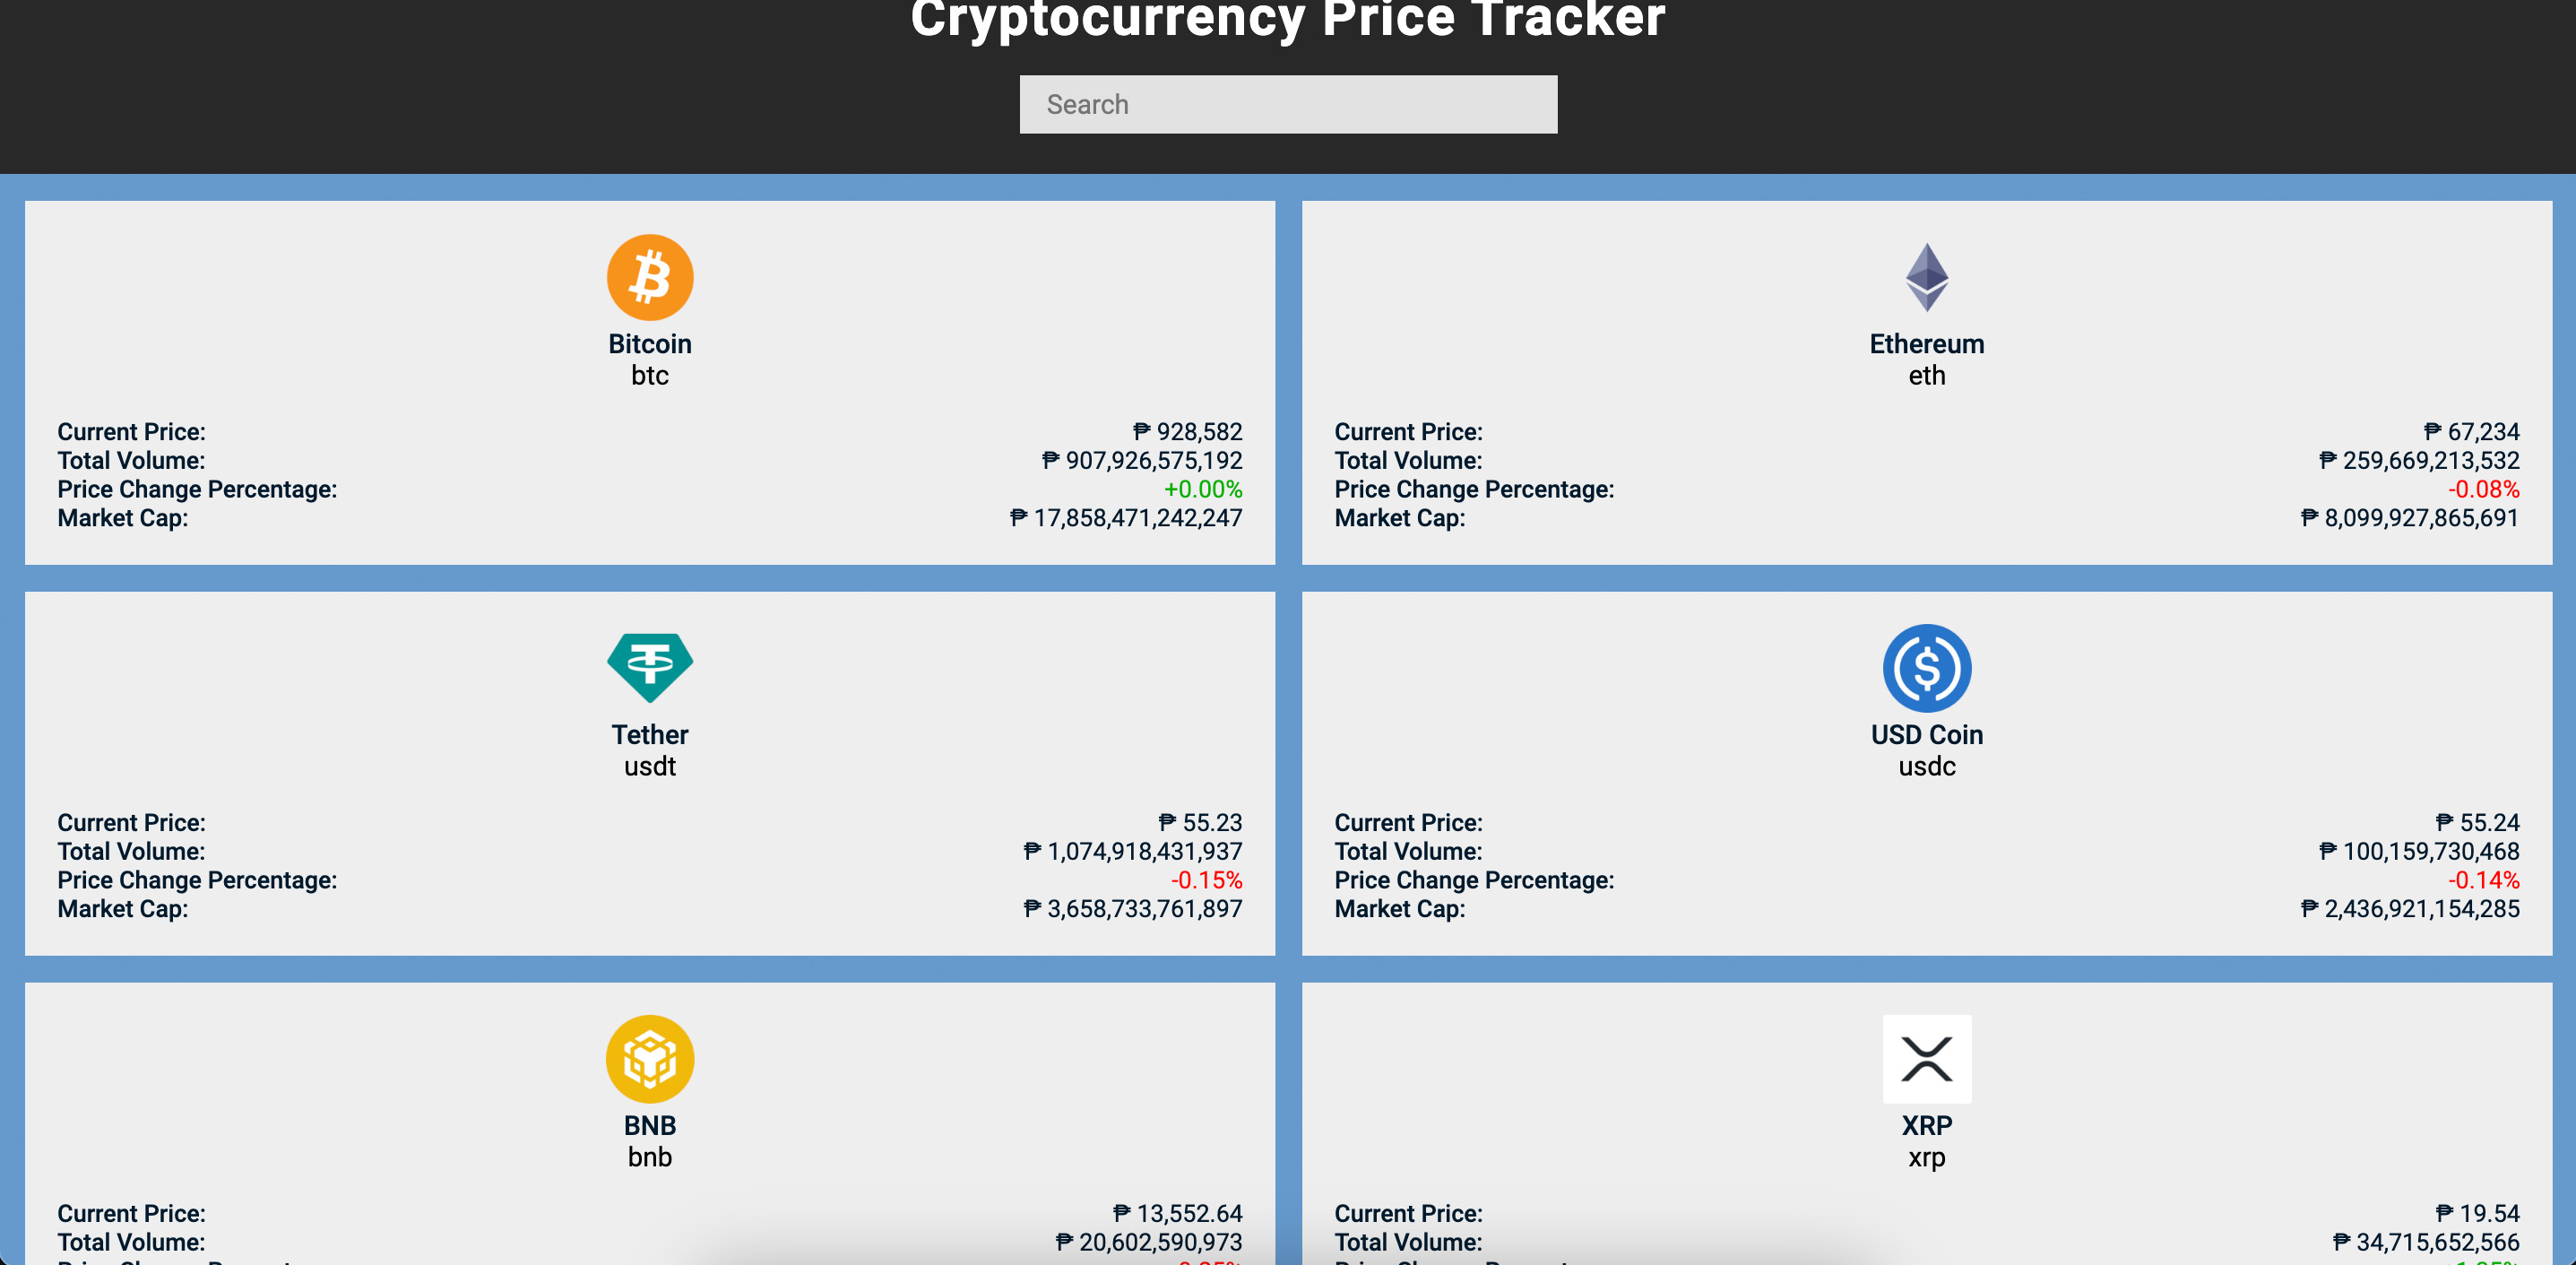 Cryptocurrency Price Tracker
Search
Bitcoin
btc
Current Price: ₱ 928,582
Total Volume: ₱ 907,926,575,192
Price Change Percentage: +0.00%
Market Cap: ₱ 17,858,471,242,247
Ethereum
eth
Current Price: ₱ 67,234
Total Volume: ₱ 259,669,213,532
Price Change Percentage: -0.08%
Market Cap: ₱ 8,099,927,865,691
Tether
usdt
Current Price: ₱ 55.23
Total Volume: ₱ 1,074,918,431,937
Price Change Percentage: -0.15%
Market Cap: ₱ 3,658,733,761,897
USD Coin
usdc
Current Price: ₱ 55.24
Total Volume: ₱ 100,159,730,468
Price Change Percentage: -0.14%
Market Cap: ₱ 2,436,921,154,285
BNB
bnb
Current Price: ₱ 13,552.64
Total Volume: ₱ 20,602,590,973
XRP
xrp
Current Price: ₱ 19.54
Total Volume: ₱ 34,715,652,566